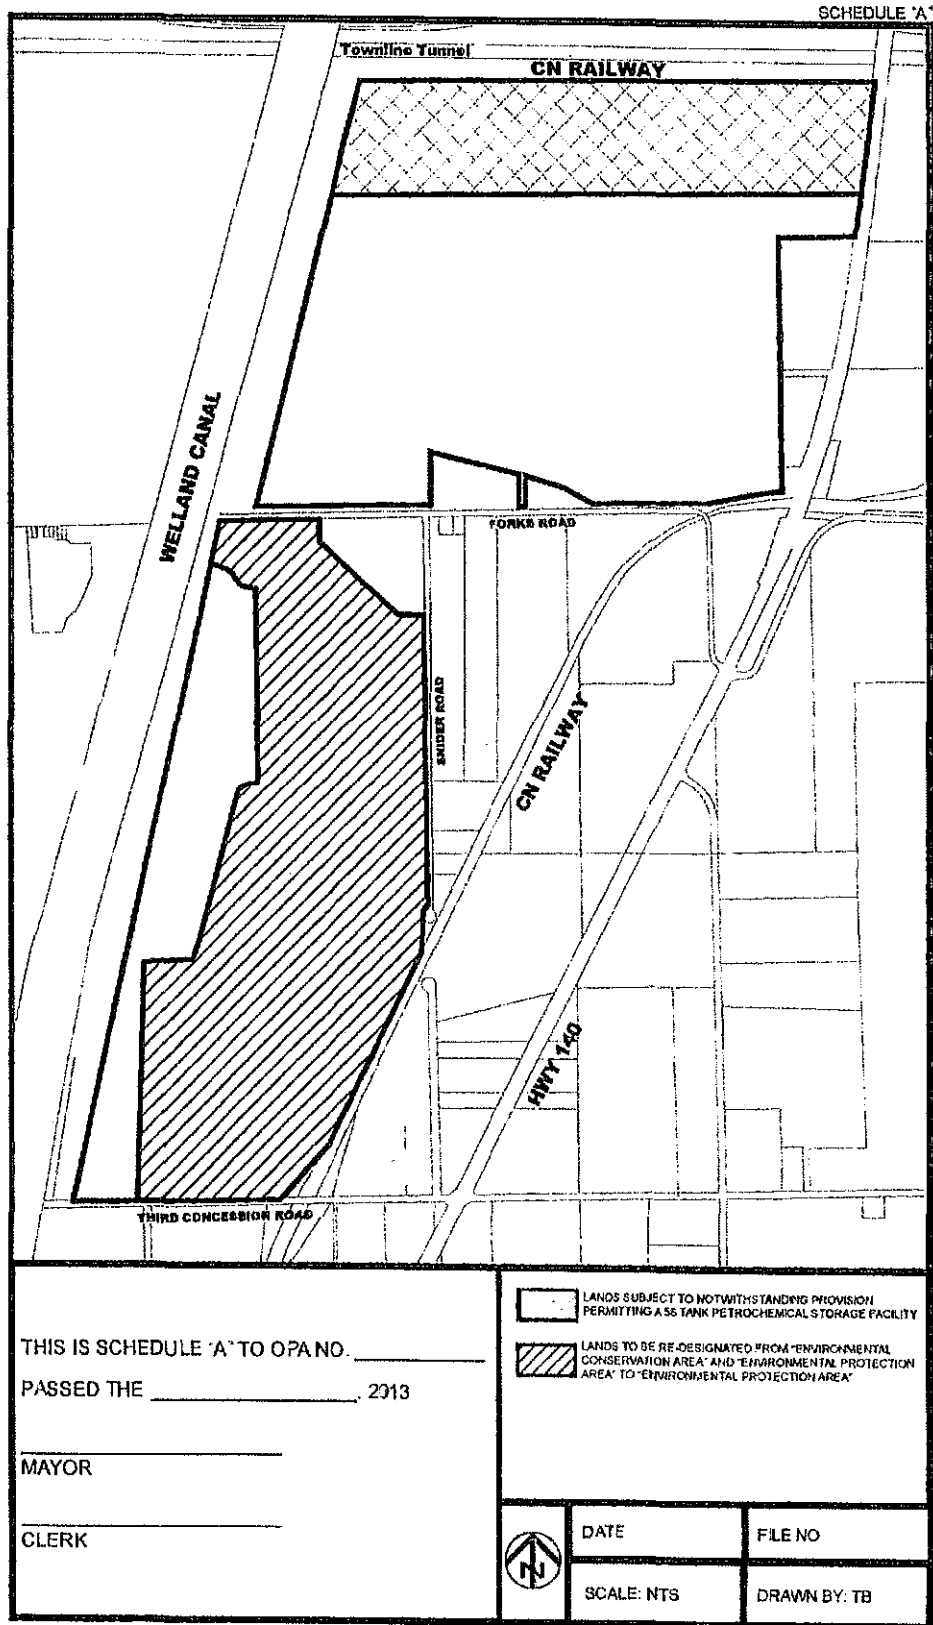 SCHEDULE "A"
Townline Tunnel
CN RAILWAY
WELLAND CANAL
FORKS ROAD
SNIDER ROAD
CN RAILWAY
HWY 140
THIRD CONCESSION ROAD
LANDS SUBJECT TO NOTWITHSTANDING PROVISION
PERMITTING A 55 TANK PETROCHEMICAL STORAGE FACILITY
LANDS TO BE RE-DESIGNATED FROM "ENVIRONMENTAL
CONSERVATION AREA" AND "ENVIRONMENTAL PROTECTION
AREA" TO "ENVIRONMENTAL PROTECTION AREA"
THIS IS SCHEDULE "A" TO OPA NO.
PASSED THE , 2013
MAYOR
CLERK
N
DATE
FILE NO
SCALE: NTS
DRAWN BY: TB